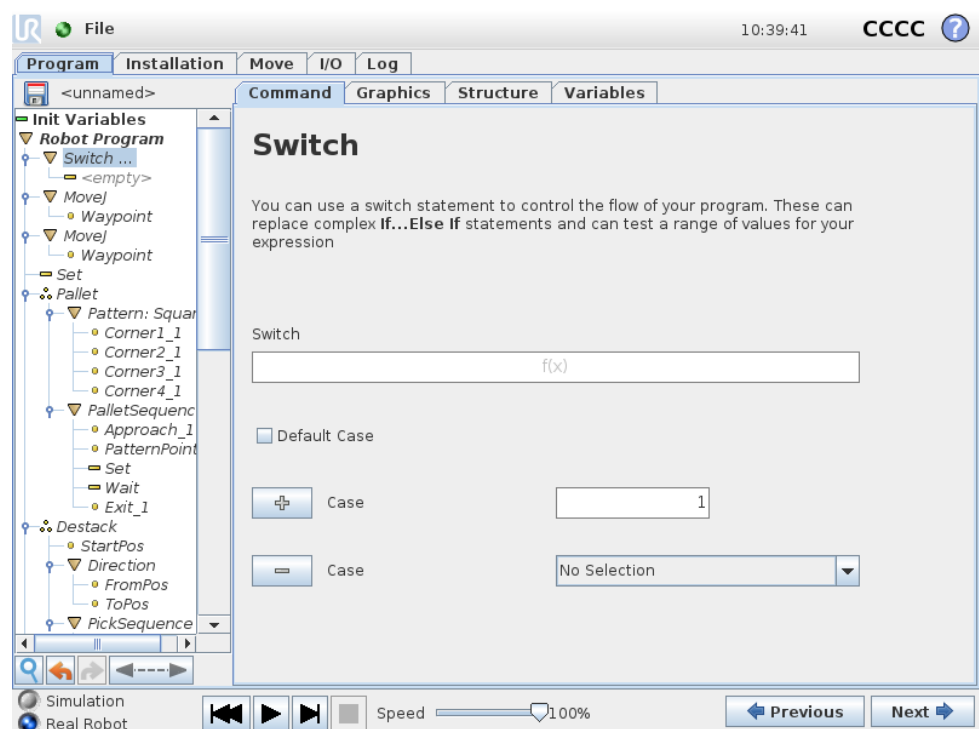 UR File 10:39:41 CCCC ?
Program Installation Move I/O Log
<unnamed>
Command Graphics Structure Variables
Init Variables
Robot Program
Switch ...
<empty>
MoveJ
Waypoint
MoveJ
Waypoint
Set
Pallet
Pattern: Squar
Corner1_1
Corner2_1
Corner3_1
Corner4_1
PalletSequenc
Approach_1
PatternPoint
Set
Wait
Exit_1
Destack
StartPos
Direction
FromPos
ToPos
PickSequence
Switch
You can use a switch statement to control the flow of your program. These can
replace complex If...Else If statements and can test a range of values for your
expression
Switch
f(x)
Default Case
Case 1
Case No Selection
Simulation
Real Robot
Speed 100%
Previous Next